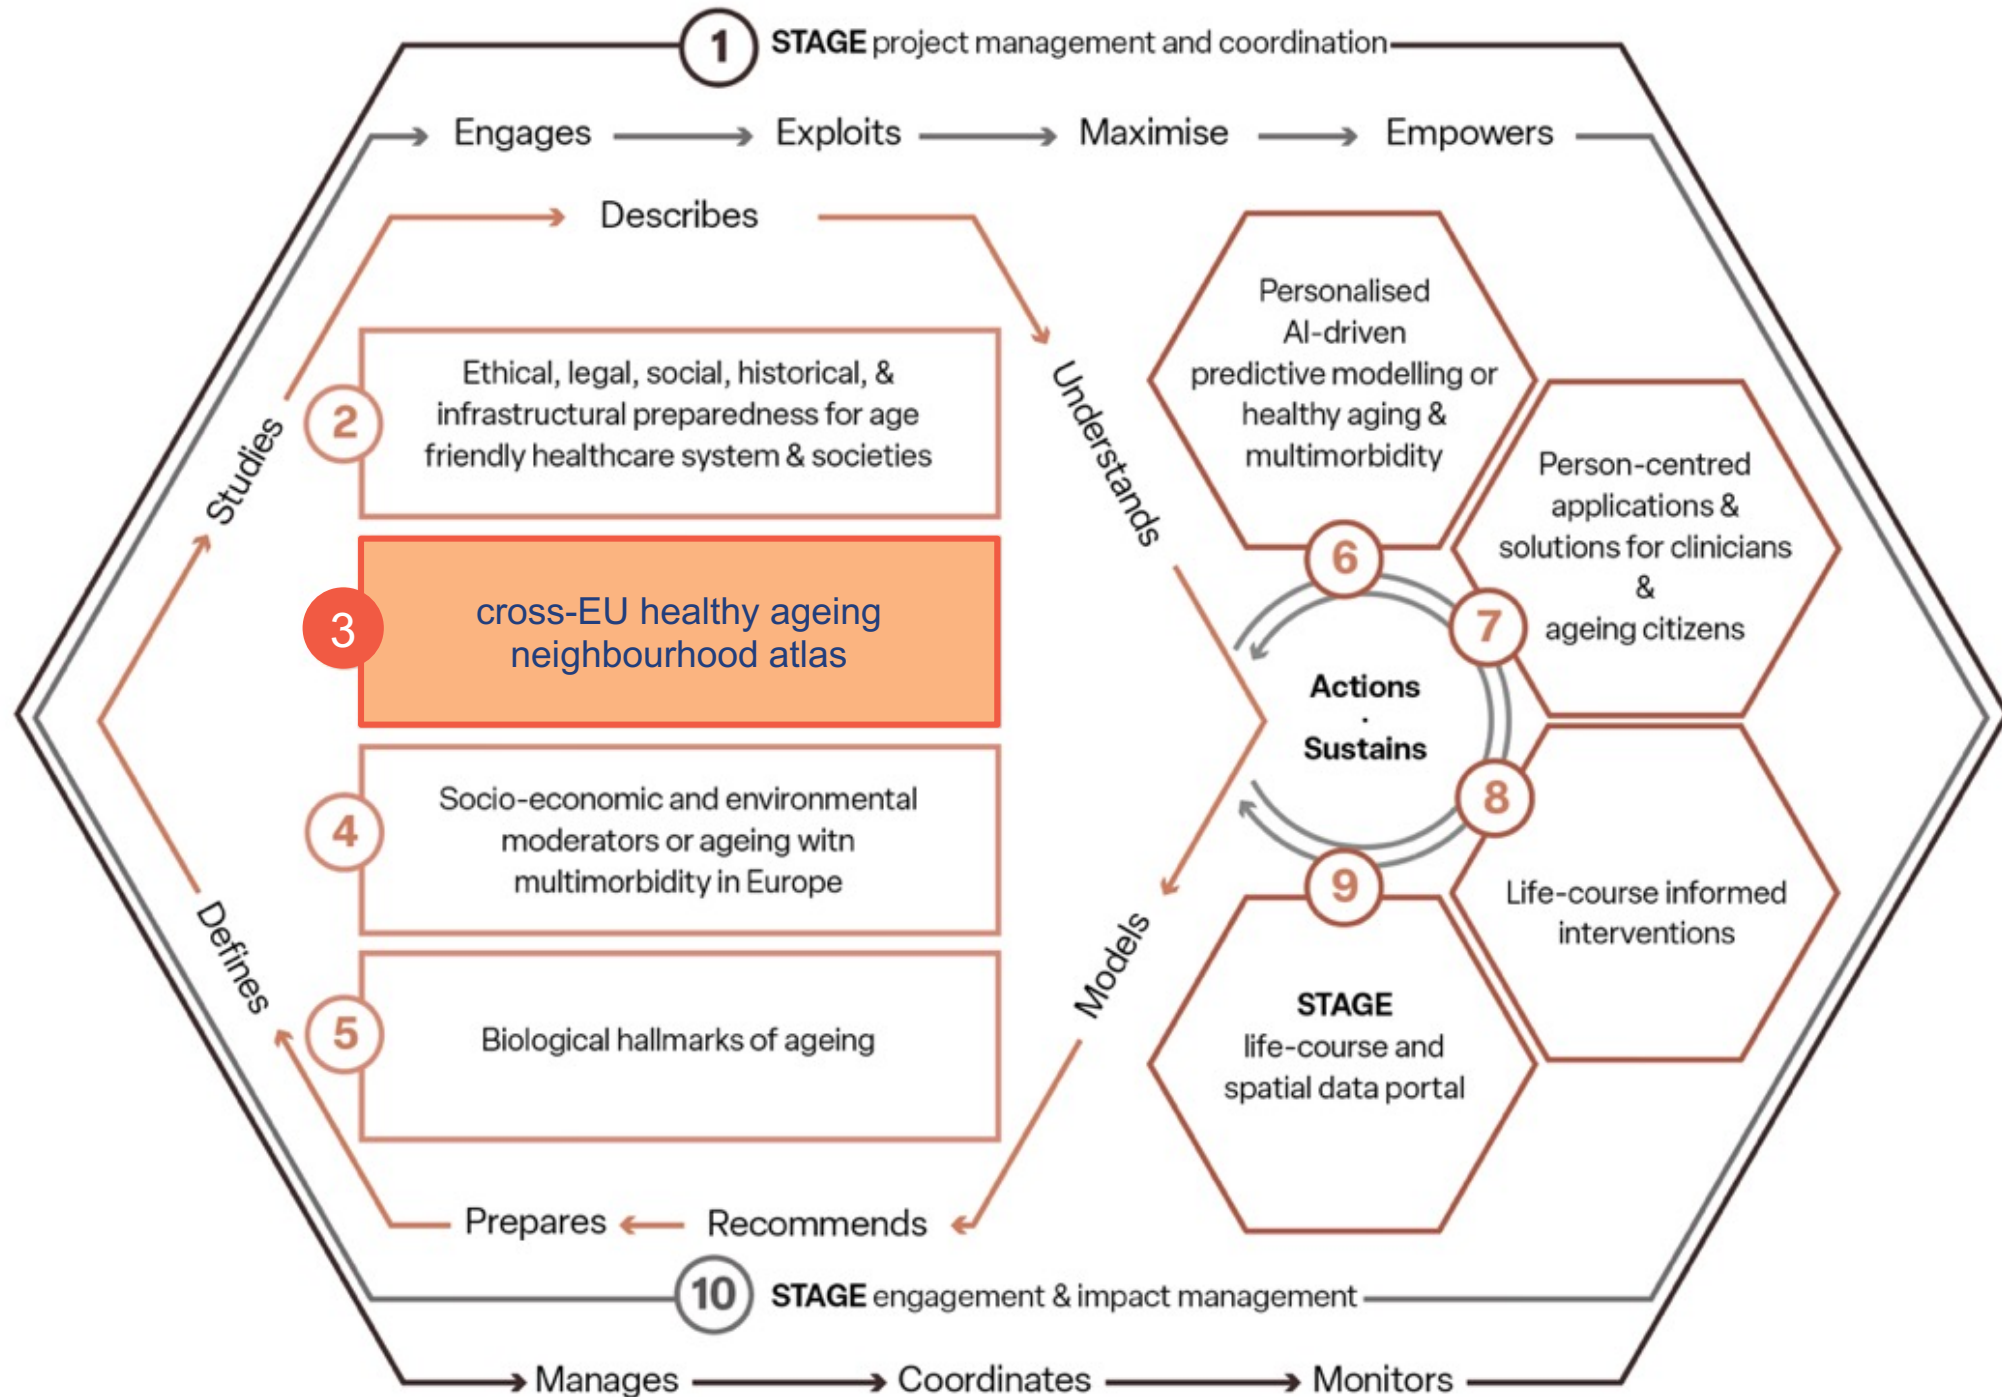 1 STAGE project management and coordination
Engages Exploits Maximise Empowers
Describes
Studies
Understands
2
Ethical, legal, social, historical, &
infrastructural preparedness for age
friendly healthcare system & societies
3
cross-EU healthy ageing
neighbourhood atlas
4
Socio-economic and environmental
moderators or ageing witn
multimorbidity in Europe
5
Biological hallmarks of ageing
Defines
Models
Prepares Recommends
Personalised
AI-driven
predictive modelling or
healthy aging &
multimorbidity
6
Person-centred
applications &
solutions for clinicians
&
ageing citizens
7
Actions
·
Sustains
8
Life-course informed
interventions
9
STAGE
life-course and
spatial data portal
10 STAGE engagement & impact management
Manages Coordinates Monitors